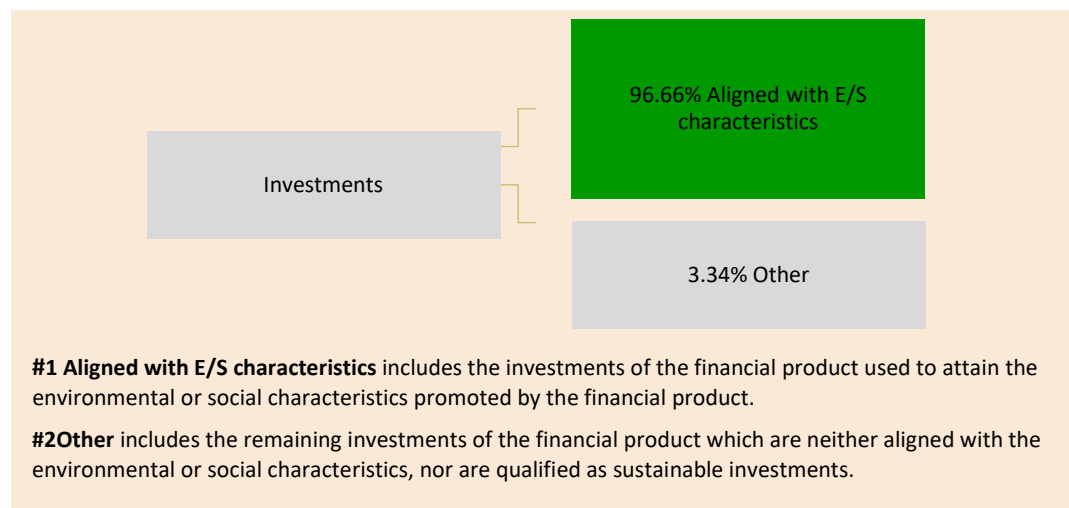 96.66% Aligned with E/S
characteristics
Investments
3.34% Other
#1 Aligned with E/S characteristics includes the investments of the financial product used to attain the
environmental or social characteristics promoted by the financial product.
#2Other includes the remaining investments of the financial product which are neither aligned with the
environmental or social characteristics, nor are qualified as sustainable investments.